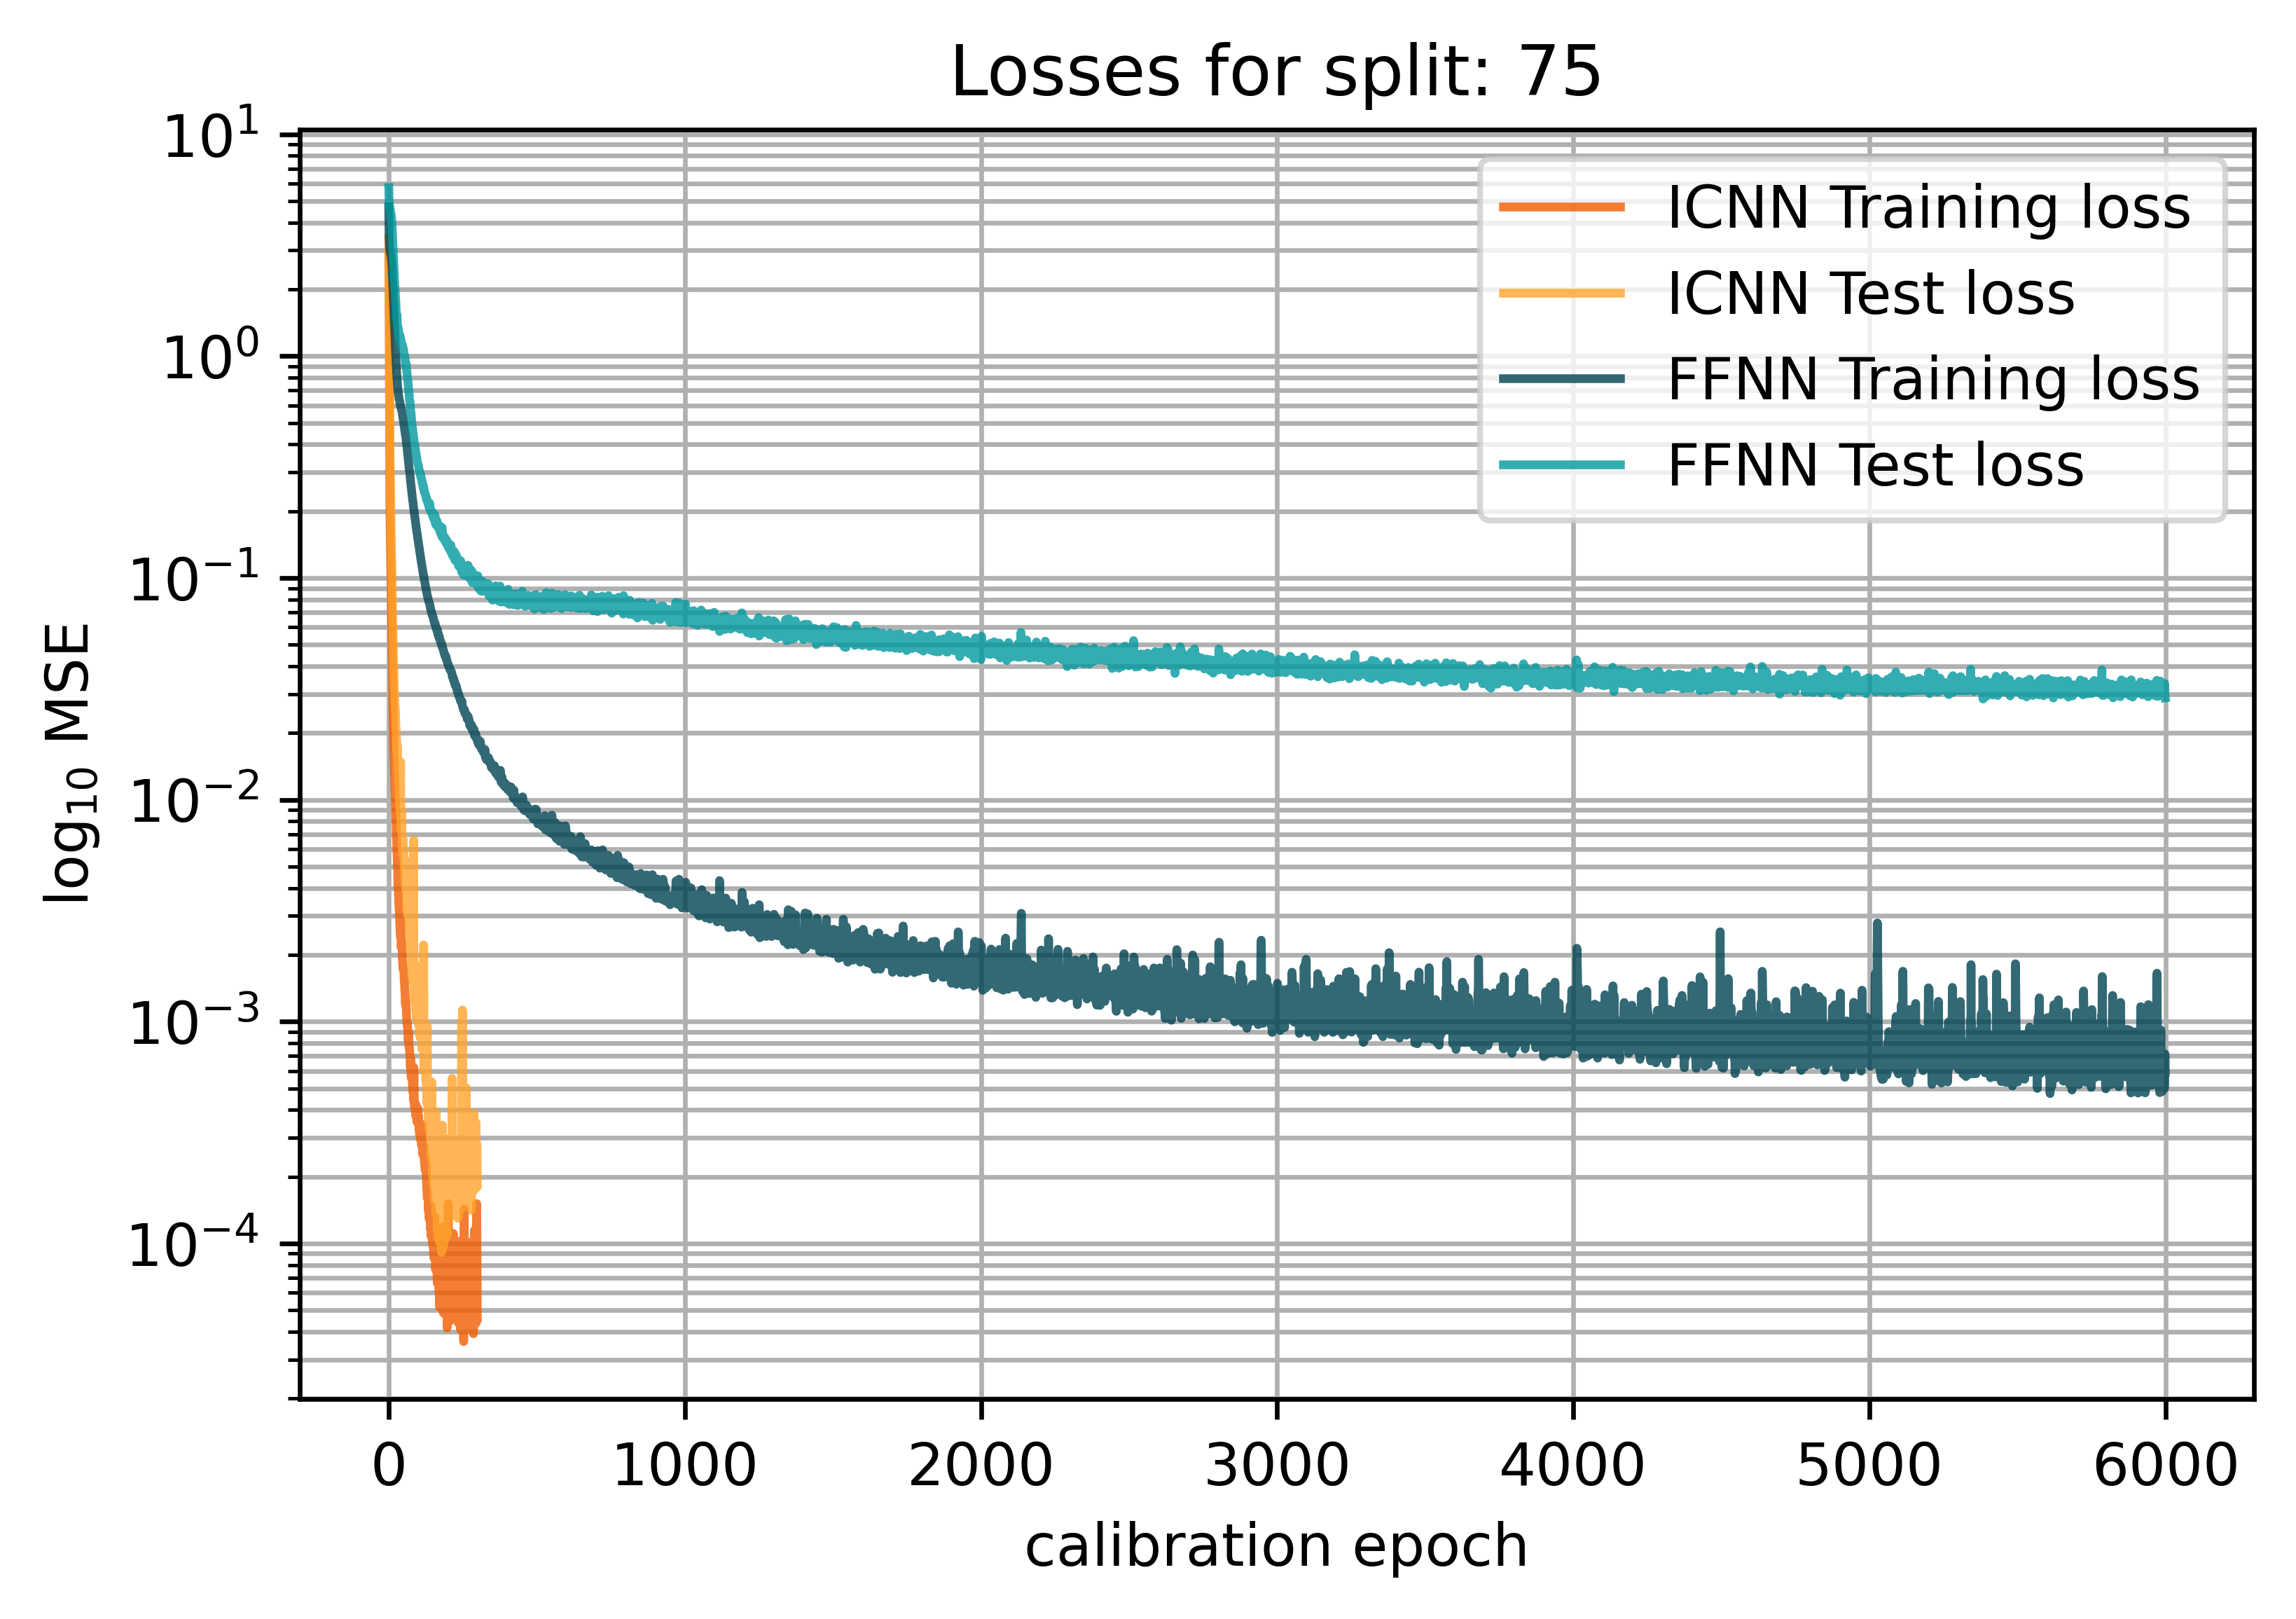 Losses for split: 75
10¹
10⁰
10⁻¹
10⁻²
10⁻³
10⁻⁴
log₁₀ MSE
ICNN Training loss
ICNN Test loss
FFNN Training loss
FFNN Test loss
0 1000 2000 3000 4000 5000 6000
calibration epoch